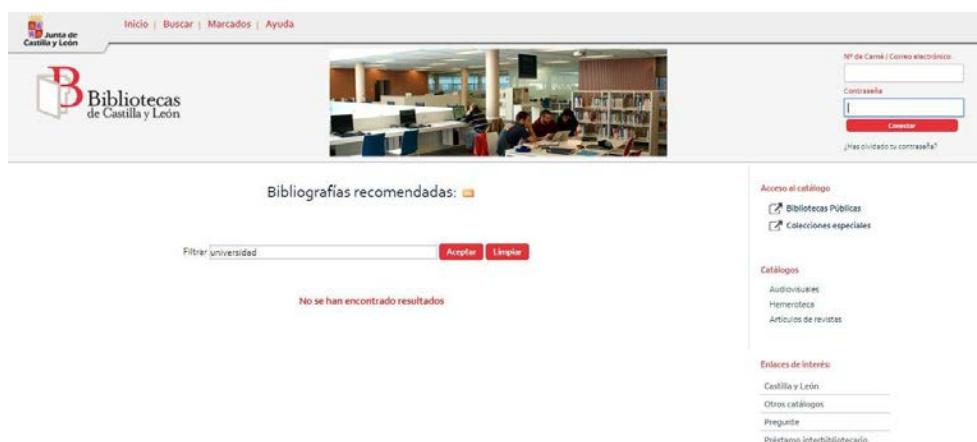 Junta de
Castilla y León
Inicio | Buscar | Marcados | Ayuda
Bibliotecas
de Castilla y León
Nº de Carné / Correo electrónico
Contraseña
Conectar
¿Has olvidado tu contraseña?
Bibliografías recomendadas:
Filtrar universidad Aceptar Limpiar
No se han encontrado resultados
Acceso al catálogo
Bibliotecas Públicas
Colecciones especiales
Catálogos
Audiovisuales
Hemeroteca
Artículos de revistas
Enlaces de interés:
Castilla y León
Otros catálogos
Pregunte
Préstamo interbibliotecario